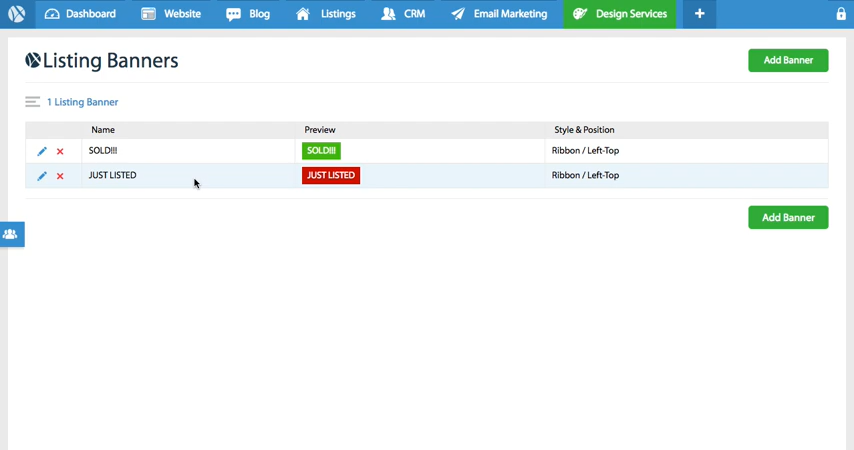 Dashboard Website Blog Listings CRM Email Marketing Design Services +
Listing Banners Add Banner
1 Listing Banner
Name Preview Style & Position
SOLD!!! SOLD!!! Ribbon / Left-Top
JUST LISTED JUST LISTED Ribbon / Left-Top
Add Banner